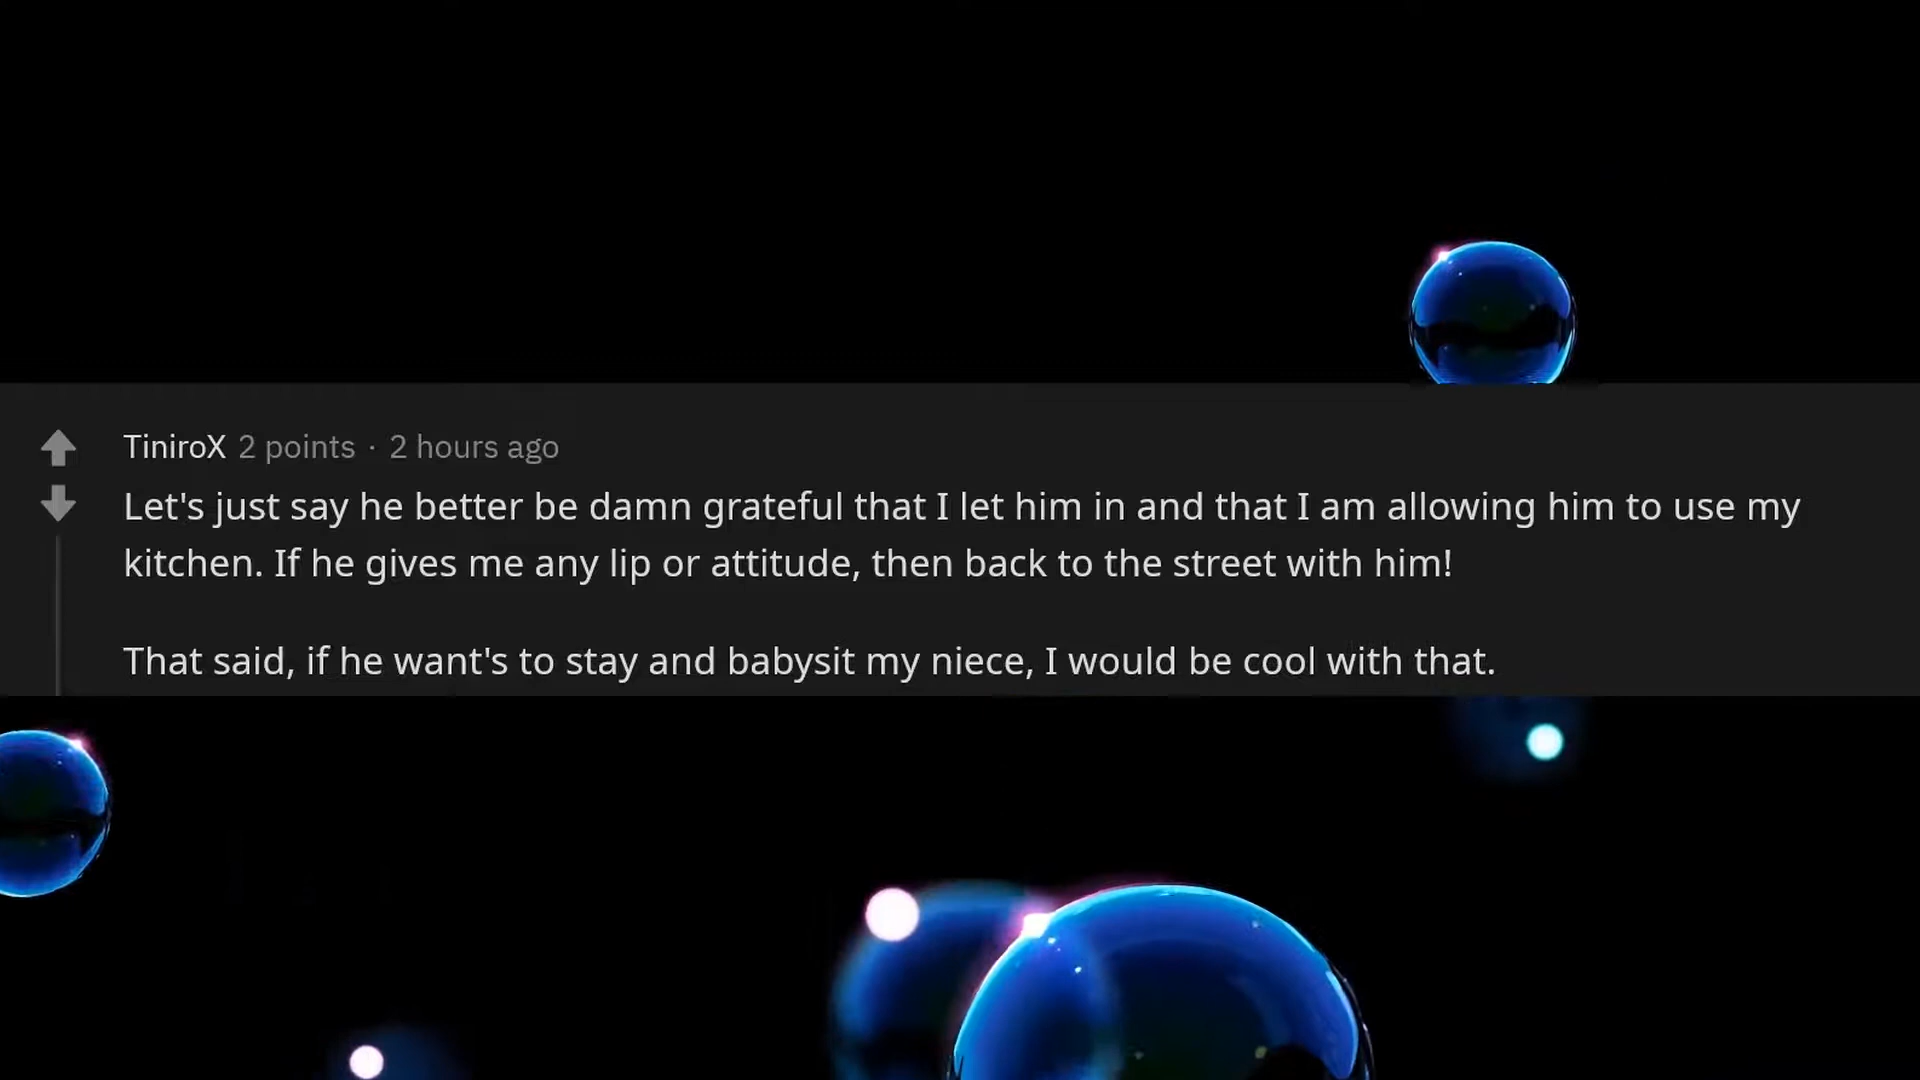 TiniroX 2 points · 2 hours ago
Let's just say he better be damn grateful that I let him in and that I am allowing him to use my
kitchen. If he gives me any lip or attitude, then back to the street with him!
That said, if he want's to stay and babysit my niece, I would be cool with that.